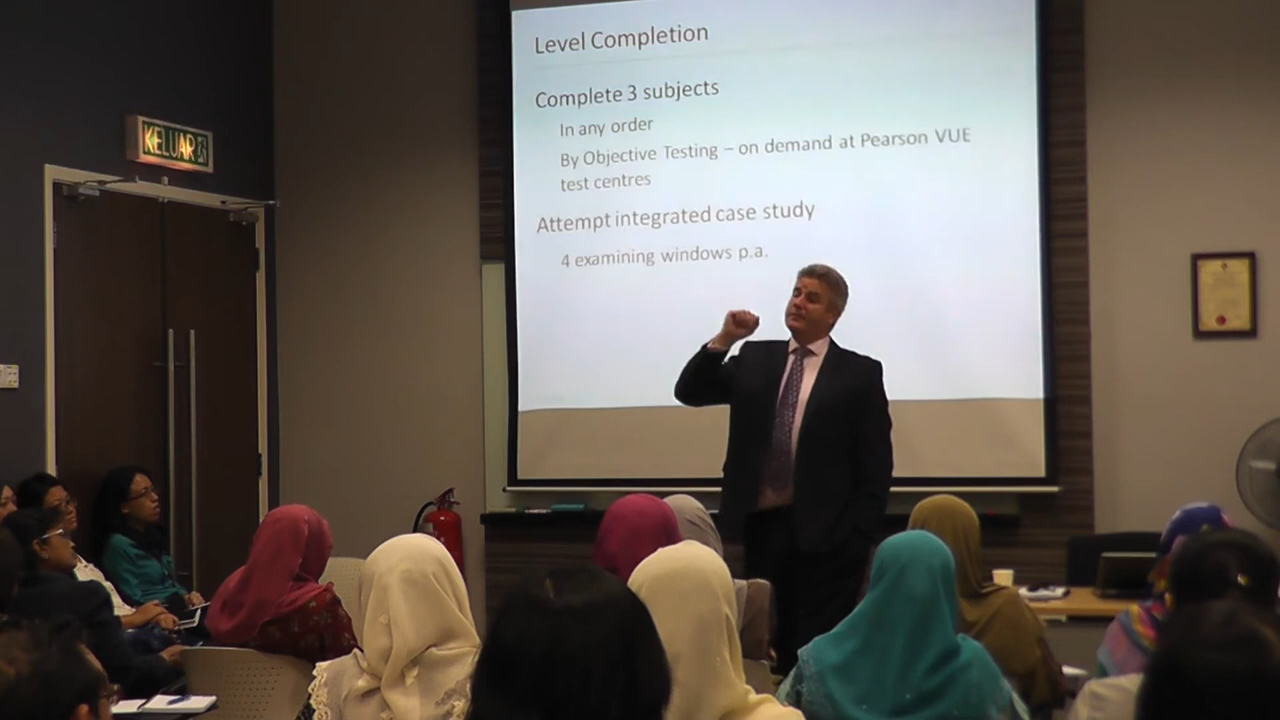 Level Completion
Complete 3 subjects
In any order
By Objective Testing – on demand at Pearson VUE
test centres
Attempt integrated case study
4 examining windows p.a.
KELUAR